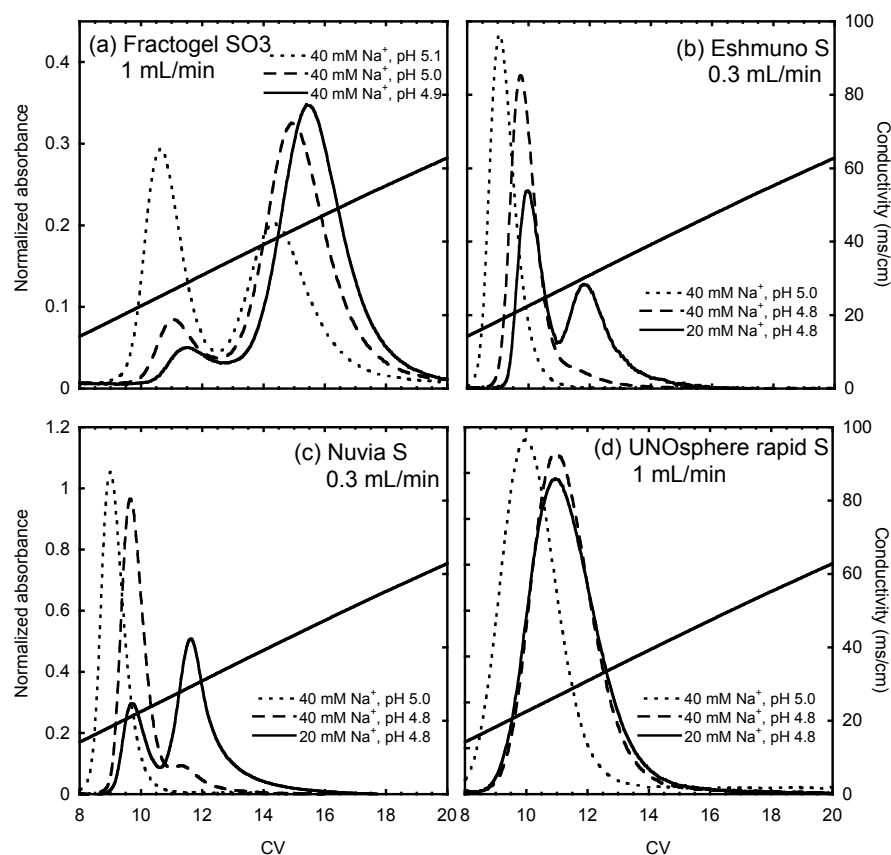 (a) Fractogel SO3
1 mL/min
40 mM Na⁺, pH 5.1
40 mM Na⁺, pH 5.0
40 mM Na⁺, pH 4.9
Normalized absorbance
0.4
0.3
0.2
0.1
0
(b) Eshmuno S
0.3 mL/min
40 mM Na⁺, pH 5.0
40 mM Na⁺, pH 4.8
20 mM Na⁺, pH 4.8
100
80
60
40
20
0
Conductivity (ms/cm)
8 10 12 14 16 18 20
8 10 12 14 16 18 20
(c) Nuvia S
0.3 mL/min
40 mM Na⁺, pH 5.0
40 mM Na⁺, pH 4.8
20 mM Na⁺, pH 4.8
Normalized absorbance
1.2
1
0.8
0.6
0.4
0.2
0
8 10 12 14 16 18 20
CV
(d) UNOsphere rapid S
1 mL/min
40 mM Na⁺, pH 5.0
40 mM Na⁺, pH 4.8
20 mM Na⁺, pH 4.8
100
80
60
40
20
0
Conductivity (ms/cm)
8 10 12 14 16 18 20
CV